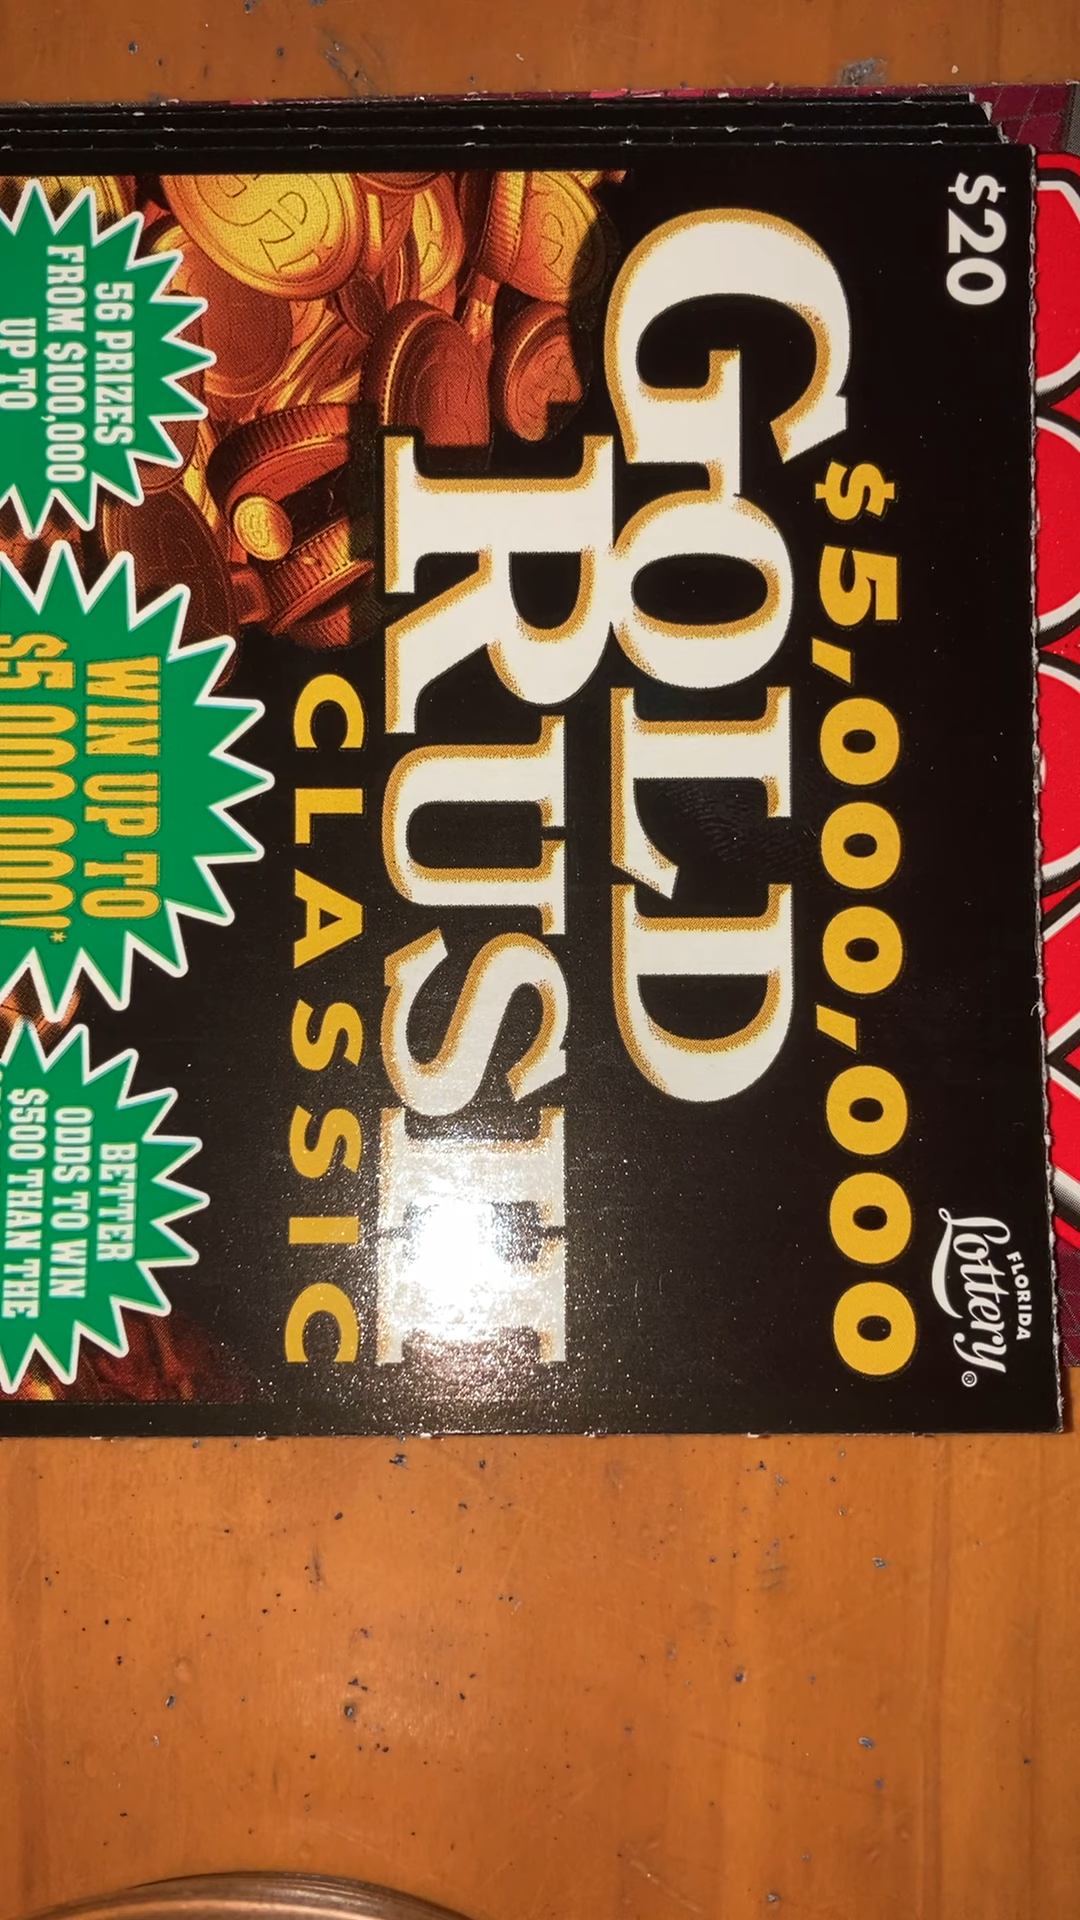 $20
FLORIDA
Lottery®
$5,000,000
GOLD
RUSH
CLASSIC
56 PRIZES
FROM $100,000
UP TO
WIN UP TO
$5,000,000!*
BETTER
ODDS TO WIN
$500 THAN THE